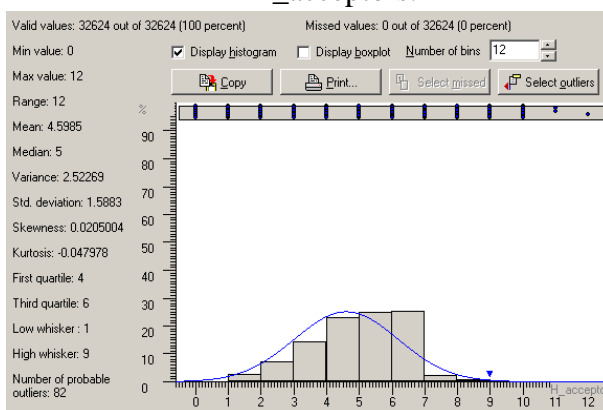 _acceptors.
Valid values: 32624 out of 32624 (100 percent) Missed values: 0 out of 32624 (0 percent)
Min value: 0
Display histogram Display boxplot Number of bins 12
Max value: 12
Copy Print... Select missed Select outliers
Range: 12
Mean: 4.5985
Median: 5
Variance: 2.52269
Std. deviation: 1.5883
Skewness: 0.0205004
Kurtosis: -0.047978
First quartile: 4
Third quartile: 6
Low whisker : 1
High whisker: 9
Number of probable
outliers: 82
%
90
80
70
60
50
40
30
20
10
0
H_accepto
0 1 2 3 4 5 6 7 8 9 10 11 12